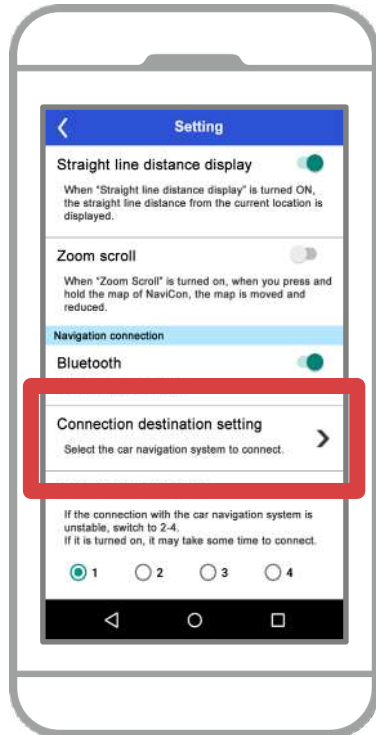 Setting
Straight line distance display
When "Straight line distance display" is turned ON,
the straight line distance from the current location is
displayed.
Zoom scroll
When "Zoom Scroll" is turned on, when you press and
hold the map of NaviCon, the map is moved and
reduced.
Navigation connection
Bluetooth
Connection destination setting
Select the car navigation system to connect.
If the connection with the car navigation system is
unstable, switch to 2-4.
If it is turned on, it may take some time to connect.
1 2 3 4